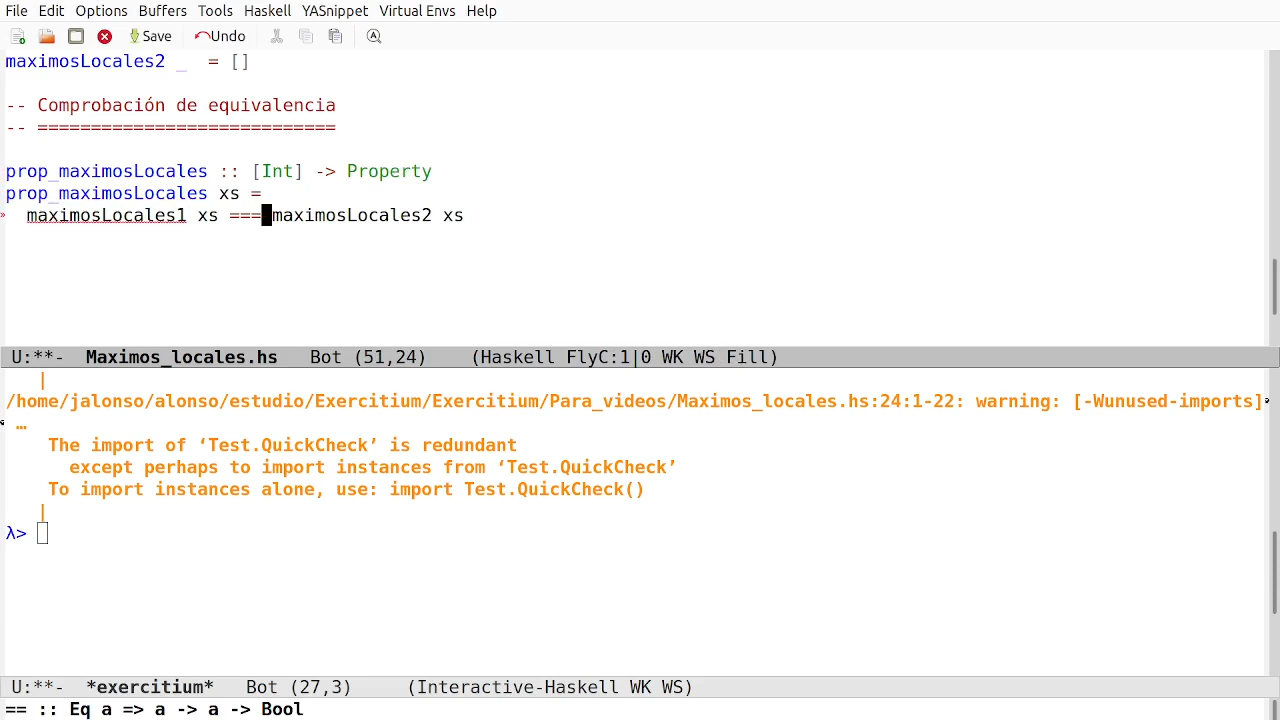 File Edit Options Buffers Tools Haskell YASnippet Virtual Envs Help
Save Undo
maximosLocales2 _  = []
-- Comprobación de equivalencia
-- ============================
prop_maximosLocales :: [Int] -> Property
prop_maximosLocales xs =
  maximosLocales1 xs === maximosLocales2 xs
U:**-  Maximos_locales.hs   Bot (51,24)    (Haskell FlyC:1|0 WK WS Fill)
|
/home/jalonso/alonso/estudio/Exercitium/Exercitium/Para_videos/Maximos_locales.hs:24:1-22: warning: [-Wunused-imports]
…
The import of ‘Test.QuickCheck’ is redundant
except perhaps to import instances from ‘Test.QuickCheck’
To import instances alone, use: import Test.QuickCheck()
|
λ>
U:**-  *exercitium*   Bot (27,3)    (Interactive-Haskell WK WS)
== :: Eq a => a -> a -> Bool